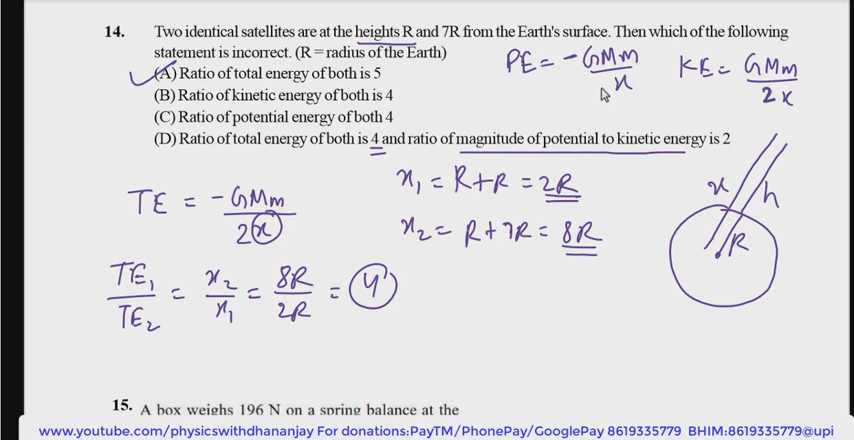 14. Two identical satellites are at the heights R and 7R from the Earth's surface. Then which of the following
statement is incorrect. (R = radius of the Earth)
(A) Ratio of total energy of both is 5
(B) Ratio of kinetic energy of both is 4
(C) Ratio of potential energy of both 4
(D) Ratio of total energy of both is 4 and ratio of magnitude of potential to kinetic energy is 2
PE = -GMm/x
KE = GMm/2x
TE = -GMm/2x
x₁ = R+R = 2R
x₂ = R+7R = 8R
x h
R
TE₁/TE₂ = x₂/x₁ = 8R/2R = 4
15. A box weighs 196 N on a spring balance at the
www.youtube.com/physicswithdhananjay For donations:PayTM/PhonePay/GooglePay 8619335779 BHIM:8619335779@upi